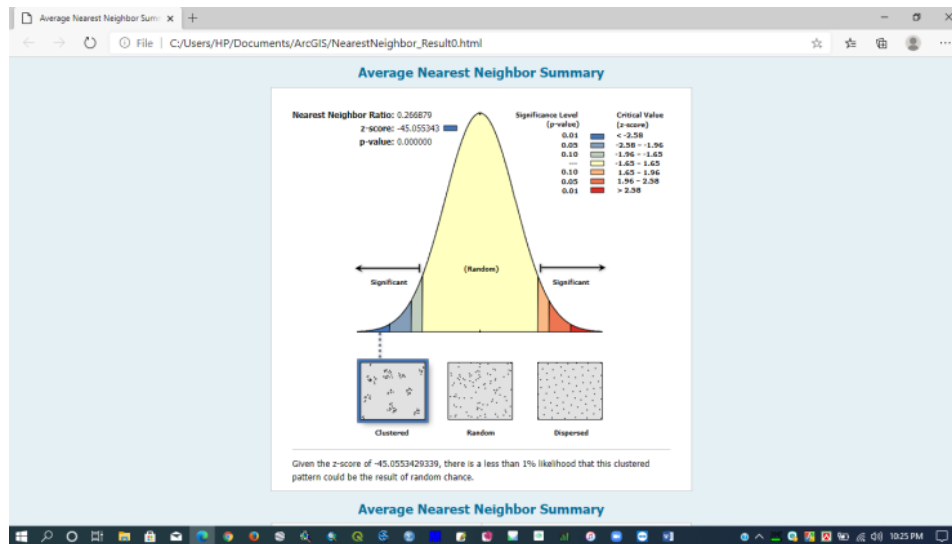 Average Nearest Neighbor Sum
File | C:/Users/HP/Documents/ArcGIS/NearestNeighbor_Result0.html
Average Nearest Neighbor Summary
Nearest Neighbor Ratio: 0.266879
z-score: -45.055343
p-value: 0.000000
Significance Level (p-value)
Critical Value (z-score)
0.01 < -2.58
0.05 -2.58 - -1.96
0.10 -1.96 - -1.65
--- -1.65 - 1.65
0.10 1.65 - 1.96
0.05 1.96 - 2.58
0.01 > 2.58
(Random)
Significant Significant
Clustered Random Dispersed
Given the z-score of -45.0553429339, there is a less than 1% likelihood that this clustered
pattern could be the result of random chance.
Average Nearest Neighbor Summary
10:25 PM